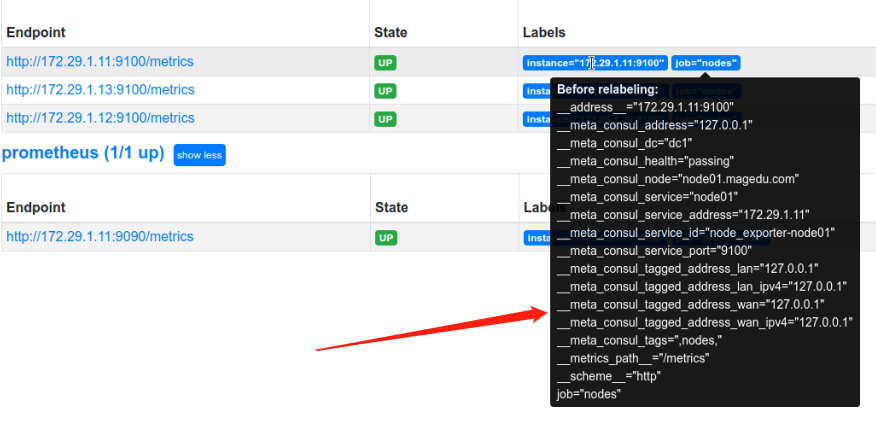 Endpoint State Labels
http://172.29.1.11:9100/metrics UP instance="172.29.1.11:9100" job="nodes"
http://172.29.1.13:9100/metrics UP insta
http://172.29.1.12:9100/metrics UP insta
prometheus (1/1 up) show less
Endpoint State Labels
http://172.29.1.11:9090/metrics UP insta
Before relabeling:
__address__="172.29.1.11:9100"
__meta_consul_address="127.0.0.1"
__meta_consul_dc="dc1"
__meta_consul_health="passing"
__meta_consul_node="node01.magedu.com"
__meta_consul_service="node01"
__meta_consul_service_address="172.29.1.11"
__meta_consul_service_id="node_exporter-node01"
__meta_consul_service_port="9100"
__meta_consul_tagged_address_lan="127.0.0.1"
__meta_consul_tagged_address_lan_ipv4="127.0.0.1"
__meta_consul_tagged_address_wan="127.0.0.1"
__meta_consul_tagged_address_wan_ipv4="127.0.0.1"
__meta_consul_tags=",nodes,"
__metrics_path__="/metrics"
__scheme__="http"
job="nodes"